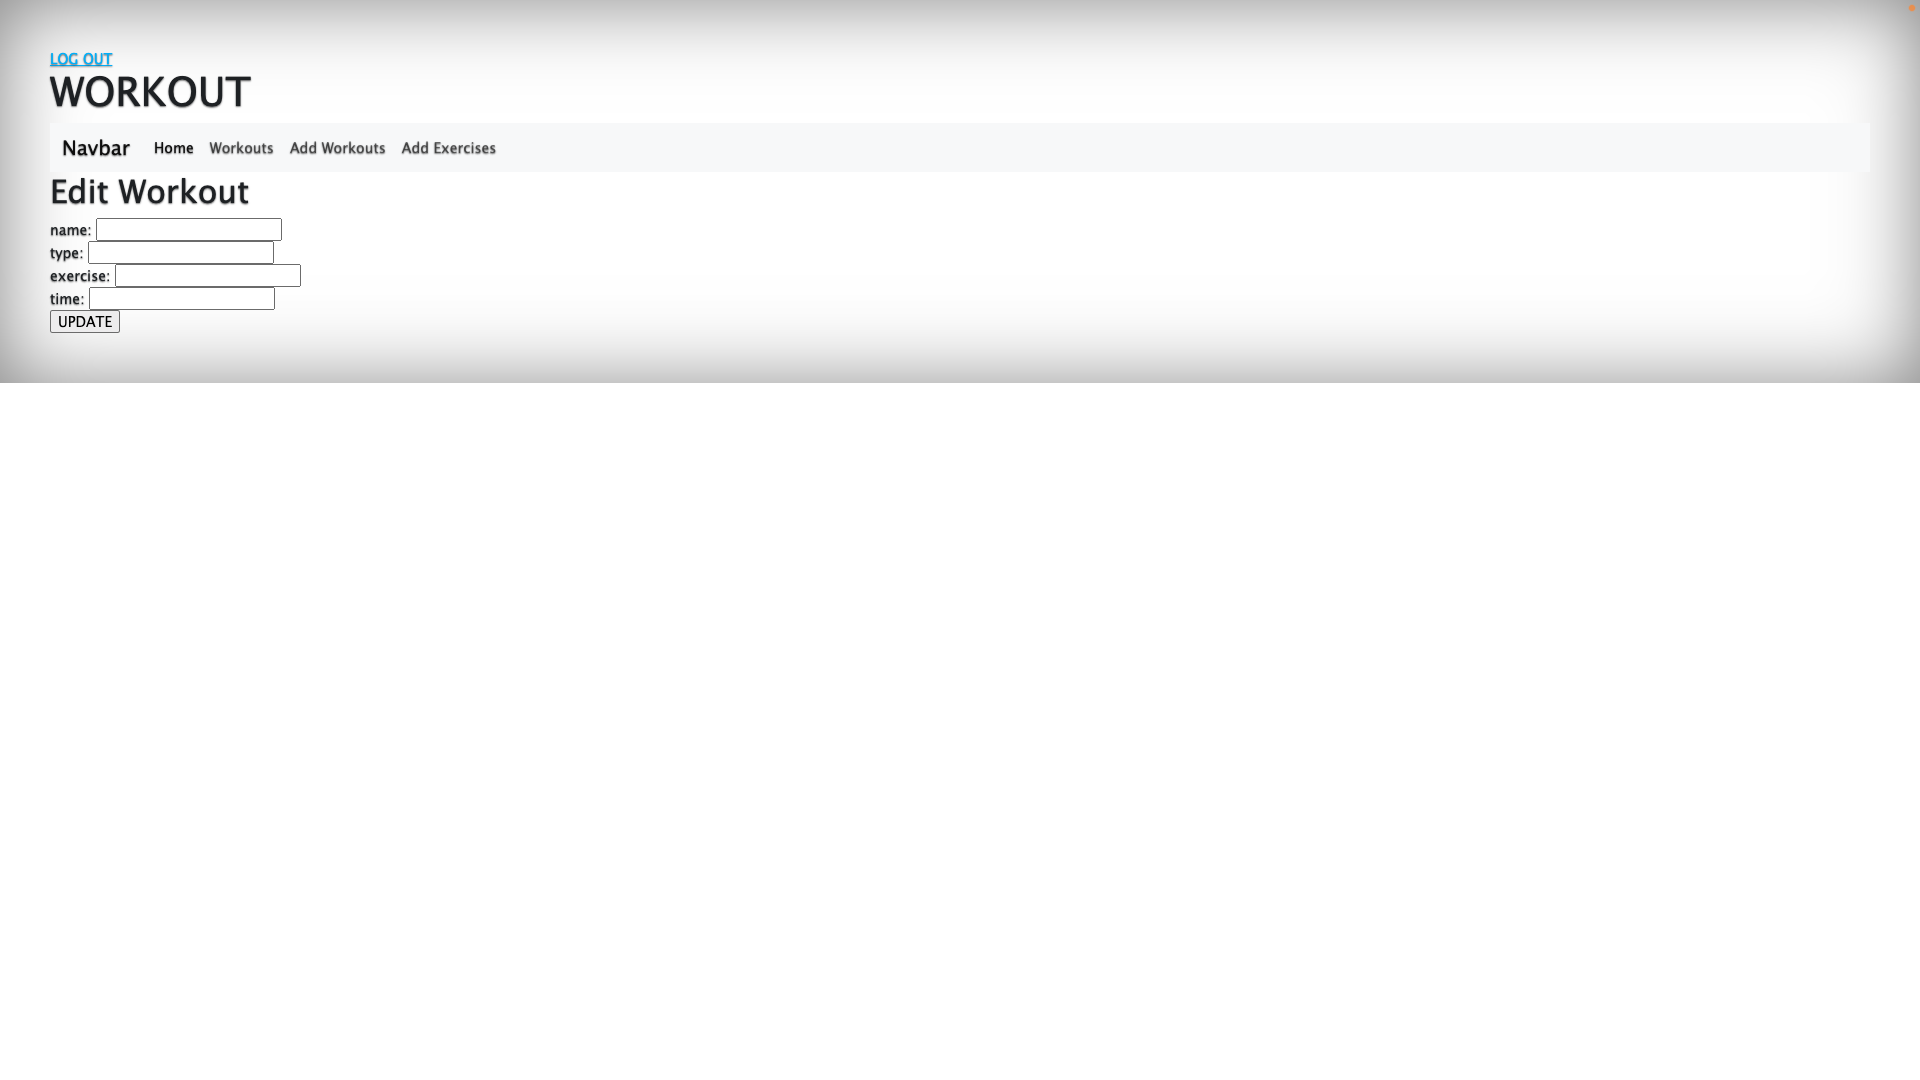 LOG OUT
WORKOUT
Navbar Home Workouts Add Workouts Add Exercises
Edit Workout
name:
type:
exercise:
time:
UPDATE